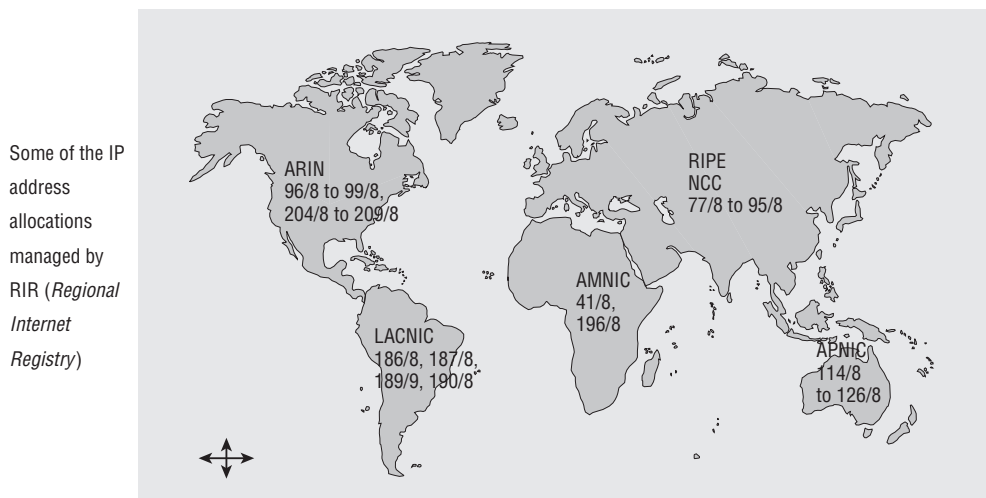 Some of the IP
address
allocations
managed by
RIR (Regional
Internet
Registry)
ARIN
96/8 to 99/8,
204/8 to 209/8
RIPE
NCC
77/8 to 95/8
AMNIC
41/8,
196/8
LACNIC
186/8, 187/8,
189/9, 190/8
APNIC
114/8
to 126/8